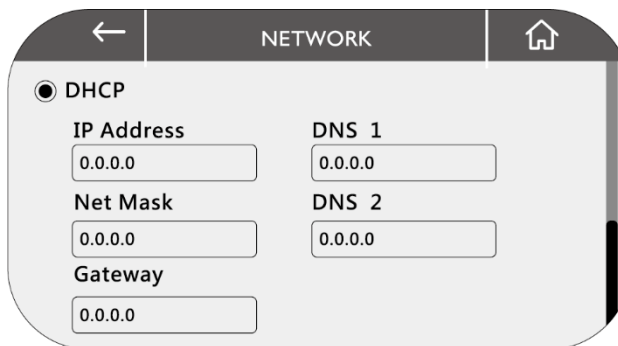 NETWORK
DHCP
IP Address
0.0.0.0
DNS 1
0.0.0.0
Net Mask
0.0.0.0
DNS 2
0.0.0.0
Gateway
0.0.0.0